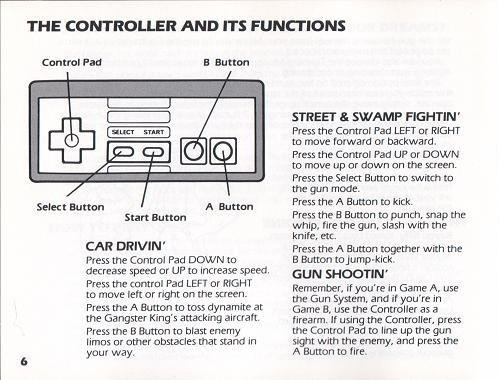 THE CONTROLLER AND ITS FUNCTIONS
Control Pad
B Button
SELECT START
Select Button
Start Button
A Button
CAR DRIVIN'
Press the Control Pad DOWN to
decrease speed or UP to increase speed.
Press the control Pad LEFT or RIGHT
to move left or right on the screen.
Press the A Button to toss dynamite at
the Gangster King's attacking aircraft.
Press the B Button to blast enemy
limos or other obstacles that stand in
your way.
STREET & SWAMP FIGHTIN'
Press the Control Pad LEFT or RIGHT
to move forward or backward.
Press the Control Pad UP or DOWN
to move up or down on the screen.
Press the Select Button to switch to
the gun mode.
Press the A Button to kick.
Press the B Button to punch, snap the
whip, fire the gun, slash with the
knife, etc.
Press the A Button together with the
B Button to jump-kick.
GUN SHOOTIN'
Remember, if you're in Game A, use
the Gun System, and if you're in
Game B, use the Controller as a
firearm. If using the Controller, press
the Control Pad to line up the gun
sight with the enemy, and press the
A Button to fire.
6